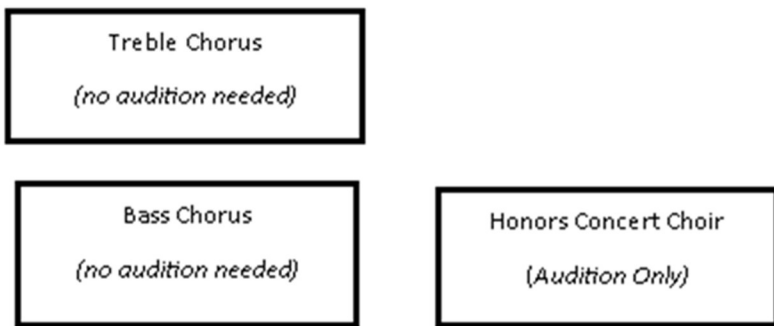 Treble Chorus
(no audition needed)
Bass Chorus
(no audition needed)
Honors Concert Choir
(Audition Only)